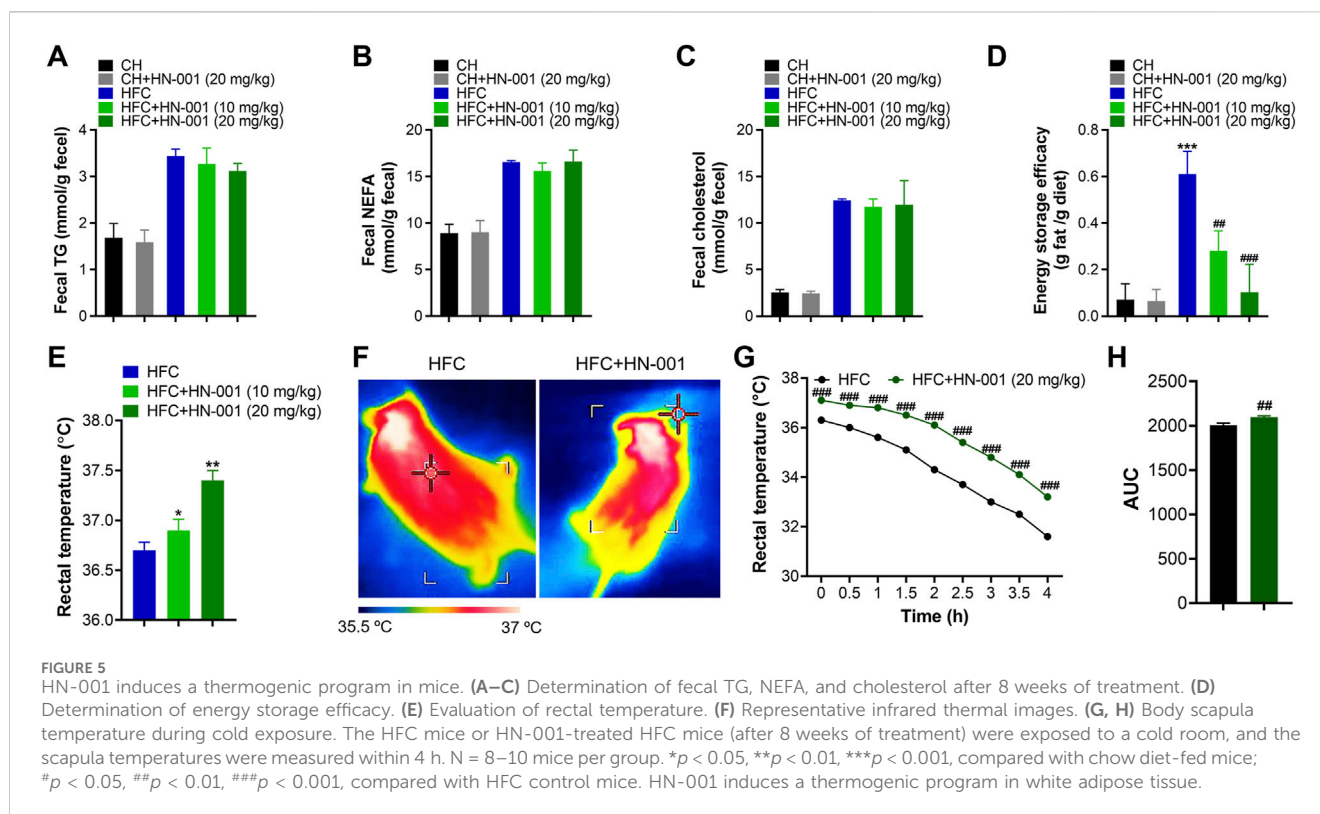 A
CH
CH+HN-001 (20 mg/kg)
HFC
HFC+HN-001 (10 mg/kg)
HFC+HN-001 (20 mg/kg)
Fecal TG (mmol/g fecel)
4
3
2
1
0
B
CH
CH+HN-001 (20 mg/kg)
HFC
HFC+HN-001 (10 mg/kg)
HFC+HN-001 (20 mg/kg)
Fecal NEFA
(mmol/g fecal)
20
15
10
5
0
C
CH
CH+HN-001 (20 mg/kg)
HFC
HFC+HN-001 (10 mg/kg)
HFC+HN-001 (20 mg/kg)
Fecal cholesterol
(mmol/g fecel)
20
15
10
5
0
D
CH
CH+HN-001 (20 mg/kg)
HFC
HFC+HN-001 (10 mg/kg)
HFC+HN-001 (20 mg/kg)
Energy storage efficacy
(g fat /g diet)
0.8
0.6
0.4
0.2
0.0
***
##
###
E
HFC
HFC+HN-001 (10 mg/kg)
HFC+HN-001 (20 mg/kg)
Rectal temperature (°C)
38.0
37.5
37.0
36.5
36.0
*
**
F
HFC
HFC+HN-001
35.5 ºC
37 ºC
G
HFC
HFC+HN-001 (20 mg/kg)
Rectal temperature (°C)
38
36
34
32
30
### ### ### ### ### ### ### ### ###
0 0.5 1 1.5 2 2.5 3 3.5 4
Time (h)
H
AUC
2500
2000
1500
1000
500
0
##
FIGURE 5
HN-001 induces a thermogenic program in mice. (A–C) Determination of fecal TG, NEFA, and cholesterol after 8 weeks of treatment. (D)
Determination of energy storage efficacy. (E) Evaluation of rectal temperature. (F) Representative infrared thermal images. (G, H) Body scapula
temperature during cold exposure. The HFC mice or HN-001-treated HFC mice (after 8 weeks of treatment) were exposed to a cold room, and the
scapula temperatures were measured within 4 h. N = 8–10 mice per group. *p < 0.05, **p < 0.01, ***p < 0.001, compared with chow diet-fed mice;
#p < 0.05, ##p < 0.01, ###p < 0.001, compared with HFC control mice. HN-001 induces a thermogenic program in white adipose tissue.